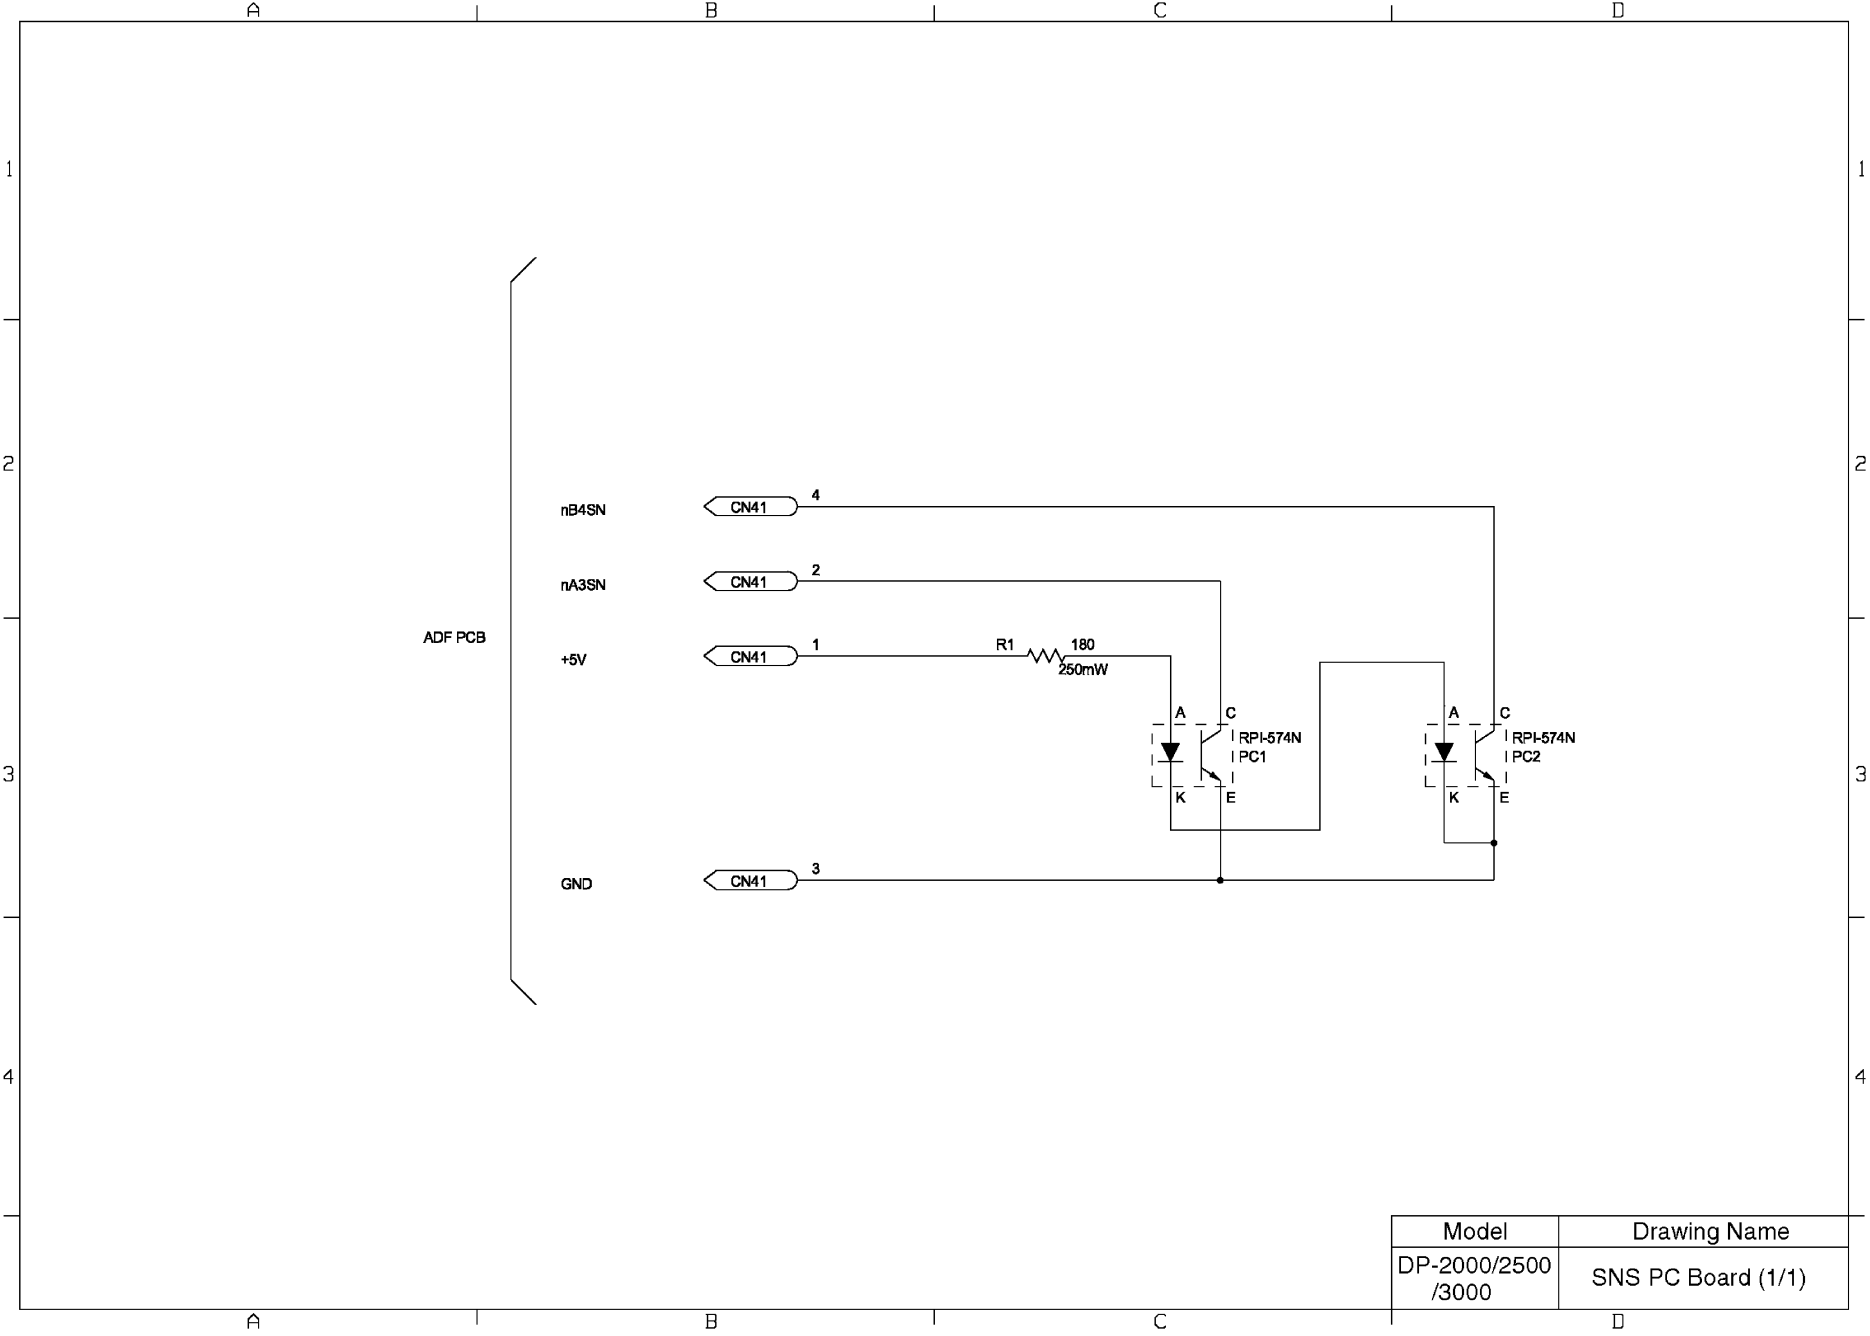 A B C D
1 1
2 2
nB4SN CN41 4
nA3SN CN41 2
ADF PCB
+5V CN41 1 R1 180
250mW
A C A C
RPI-574N RPI-574N
PC1 PC2
3 3
K E K E
GND CN41 3
4 4
Model Drawing Name
DP-2000/2500
/3000
SNS PC Board (1/1)
A B C D